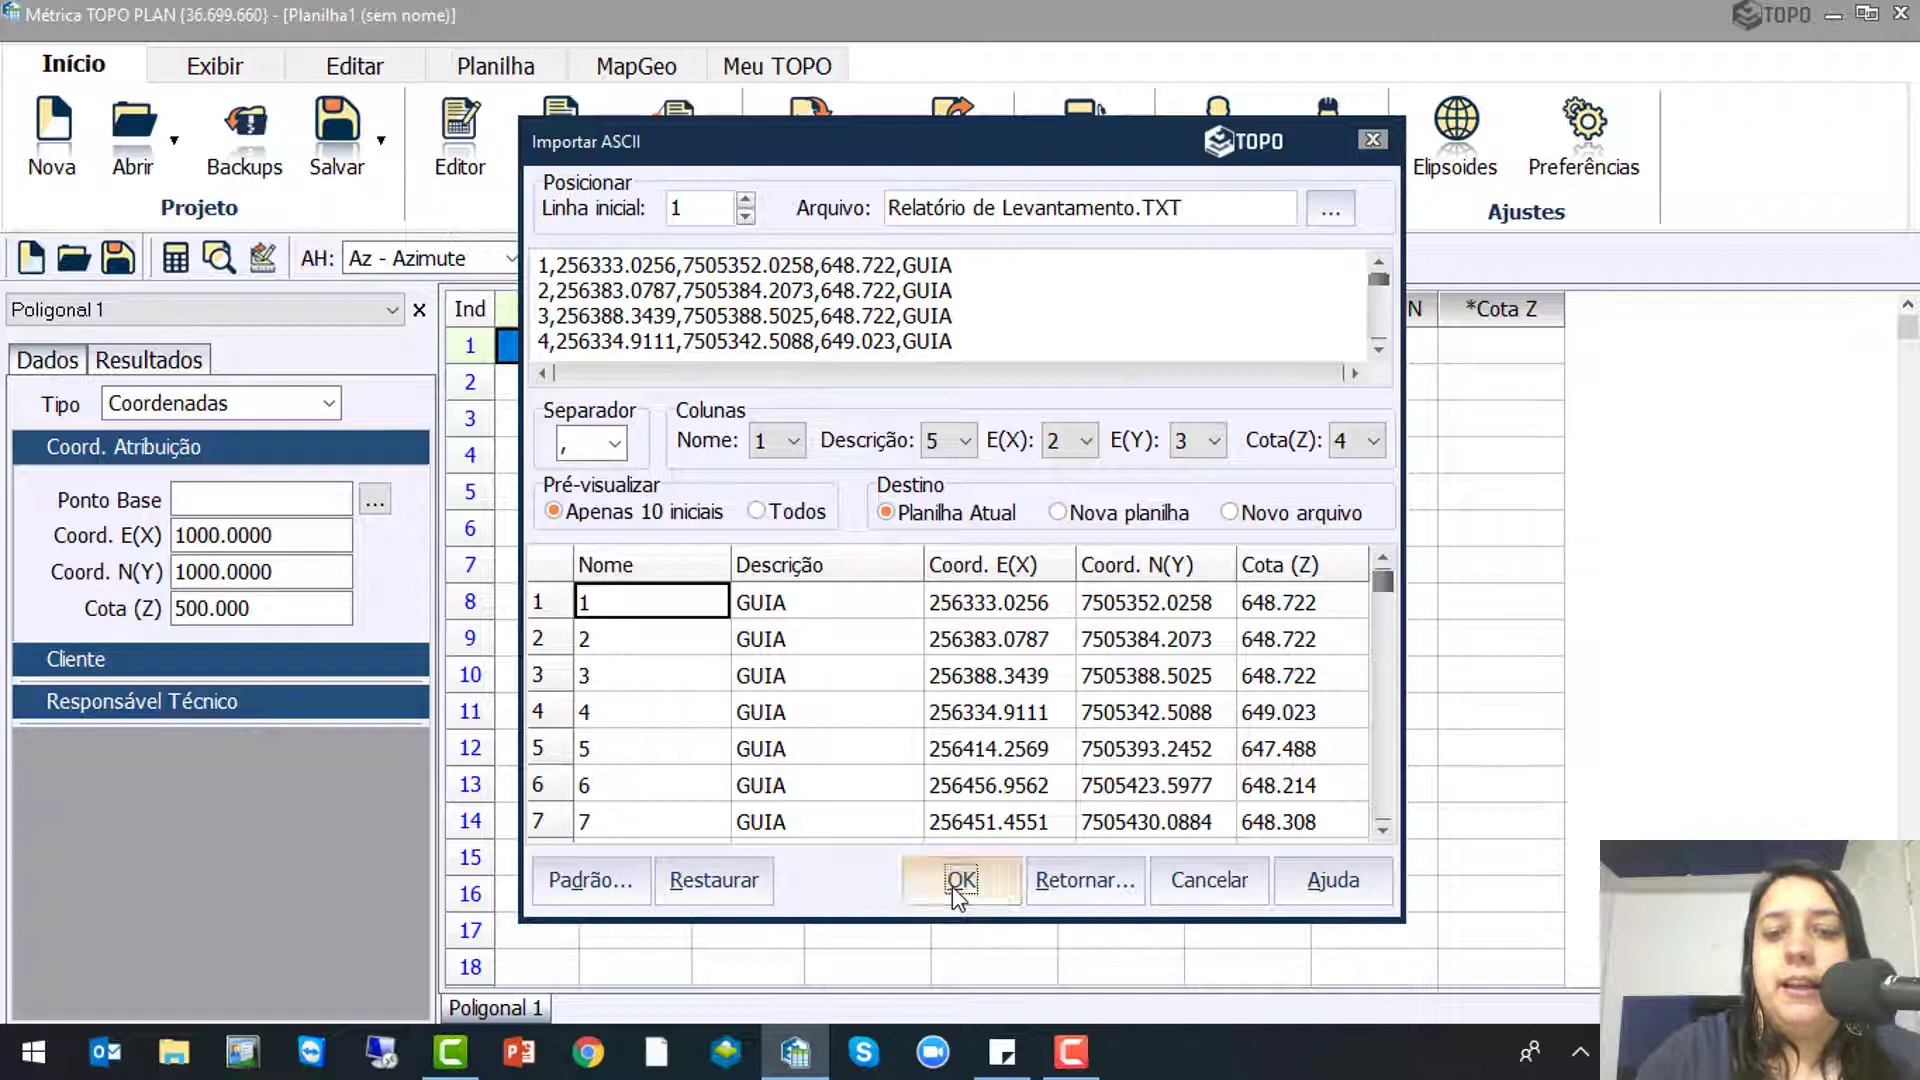 Métrica TOPO PLAN {36.699.660} - [Planilha1 (sem nome)]
TOPO
Início
Exibir
Editar
Planilha
MapGeo
Meu TOPO
Nova
Abrir
Backups
Salvar
Editor
Elipsoides
Preferências
Projeto
Ajustes
AH: Az - Azimute
Importar ASCII
TOPO
Posicionar
Linha inicial: 1
Arquivo: Relatório de Levantamento.TXT
...
1,256333.0256,7505352.0258,648.722,GUIA
2,256383.0787,7505384.2073,648.722,GUIA
3,256388.3439,7505388.5025,648.722,GUIA
4,256334.9111,7505342.5088,649.023,GUIA
Separador
,
Colunas
Nome: 1 Descrição: 5 E(X): 2 E(Y): 3 Cota(Z): 4
Pré-visualizar
Apenas 10 iniciais Todos
Destino
Planilha Atual Nova planilha Novo arquivo
Nome Descrição Coord. E(X) Coord. N(Y) Cota (Z)
1 1 GUIA 256333.0256 7505352.0258 648.722
2 2 GUIA 256383.0787 7505384.2073 648.722
3 3 GUIA 256388.3439 7505388.5025 648.722
4 4 GUIA 256334.9111 7505342.5088 649.023
5 5 GUIA 256414.2569 7505393.2452 647.488
6 6 GUIA 256456.9562 7505423.5977 648.214
7 7 GUIA 256451.4551 7505430.0884 648.308
Padrão...
Restaurar
OK
Retornar...
Cancelar
Ajuda
Poligonal 1
Dados
Resultados
Tipo Coordenadas
Coord. Atribuição
Ponto Base ...
Coord. E(X) 1000.0000
Coord. N(Y) 1000.0000
Cota (Z) 500.000
Cliente
Responsável Técnico
Ind
N
*Cota Z
1
2
3
4
5
6
7
8
9
10
11
12
13
14
15
16
17
18
Poligonal 1